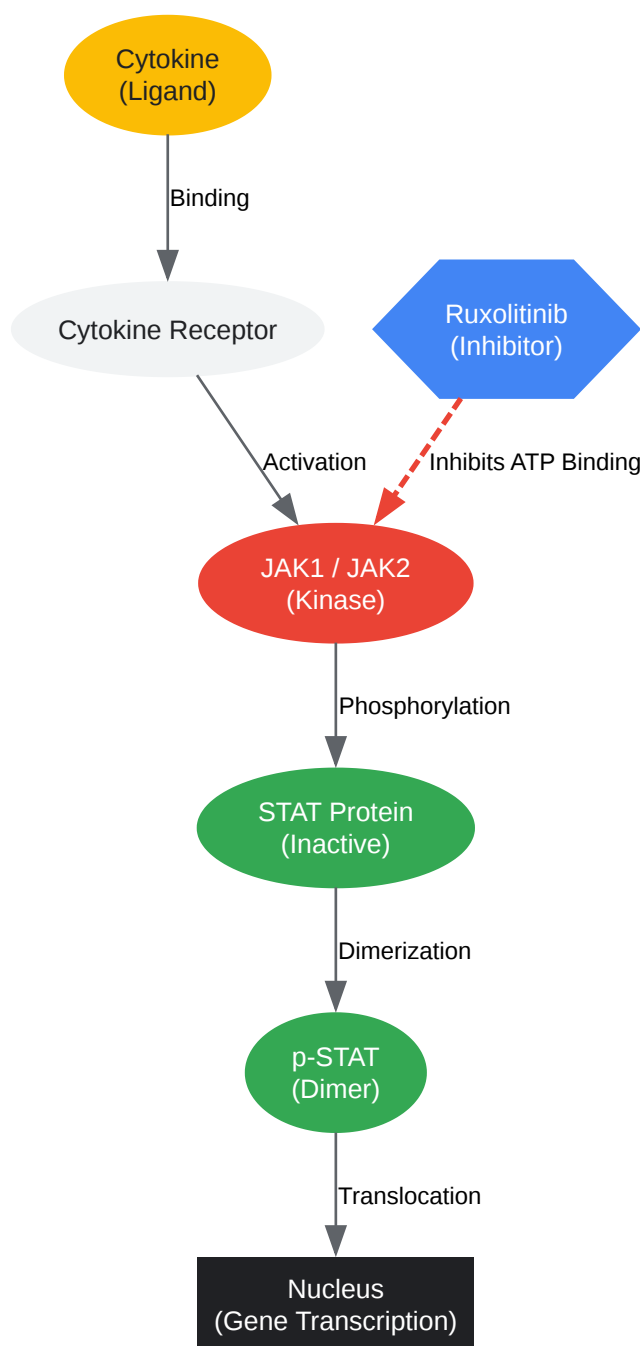 Cytokine
(Ligand)
Binding
Cytokine Receptor
Ruxolitinib
(Inhibitor)
Activation
Inhibits ATP Binding
JAK1 / JAK2
(Kinase)
Phosphorylation
STAT Protein
(Inactive)
Dimerization
p-STAT
(Dimer)
Translocation
Nucleus
(Gene Transcription)